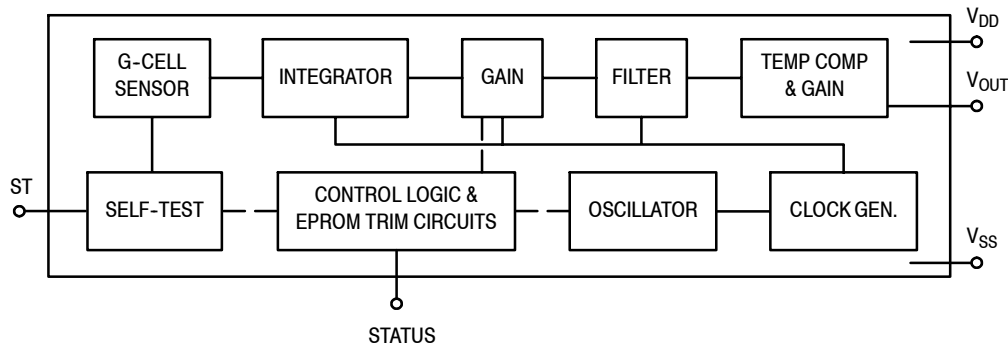 V_DD
G-CELL
SENSOR
INTEGRATOR
GAIN
FILTER
TEMP COMP
& GAIN
V_OUT
ST
SELF-TEST
CONTROL LOGIC &
EPROM TRIM CIRCUITS
OSCILLATOR
CLOCK GEN.
V_SS
STATUS